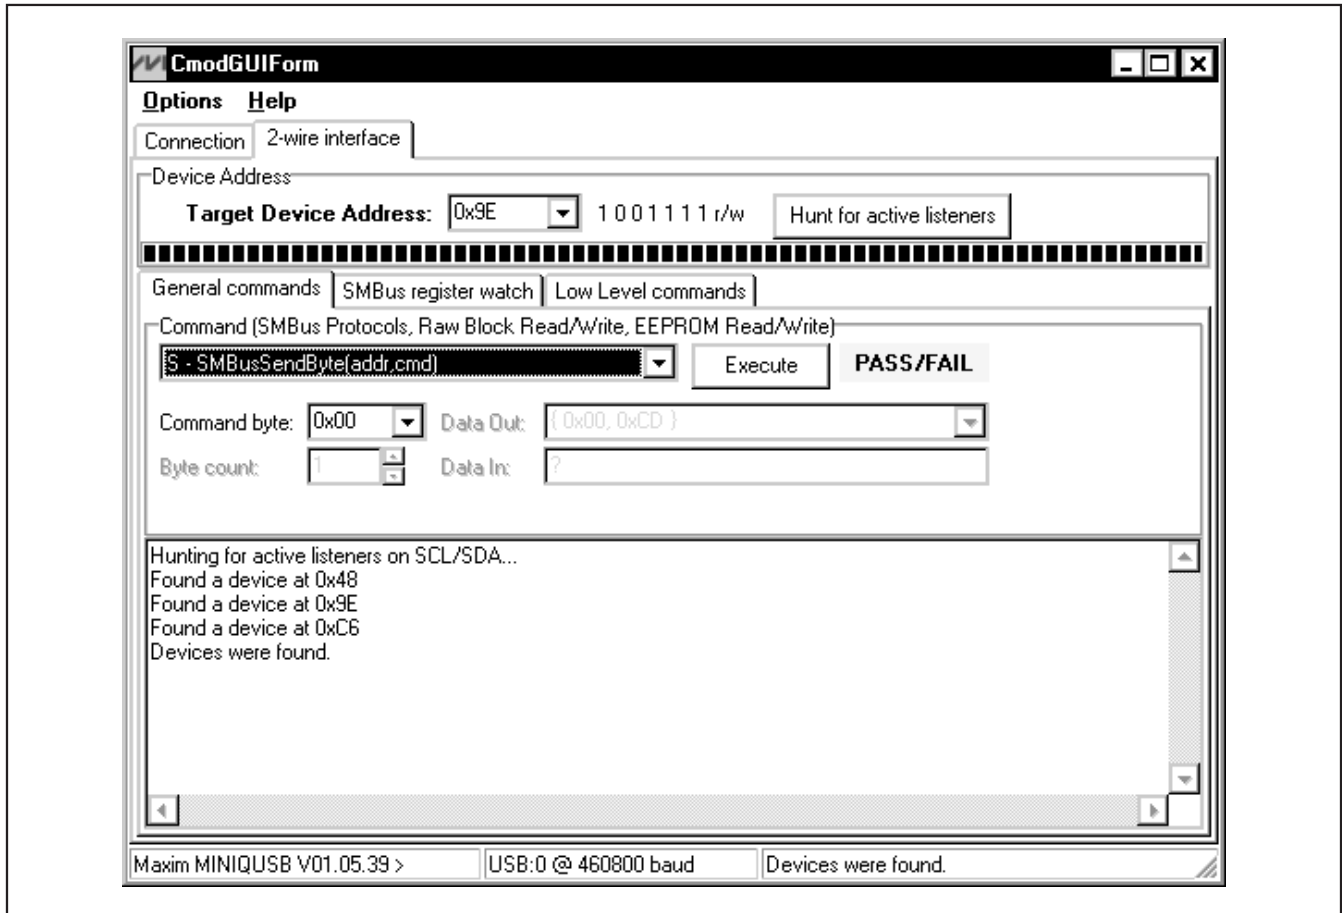 CmodGUIForm
Options Help
Connection 2-wire interface
Device Address
Target Device Address: 0x9E 1 0 0 1 1 1 1 r/w Hunt for active listeners
General commands SMBus register watch Low Level commands
Command (SMBus Protocols, Raw Block Read/Write, EEPROM Read/Write)
S - SMBusSendByte(addr,cmd) Execute PASS/FAIL
Command byte: 0x00 Data Out: { 0x00, 0xCD }
Byte count: 1 Data In: ?
Hunting for active listeners on SCL/SDA...
Found a device at 0x48
Found a device at 0x9E
Found a device at 0xC6
Devices were found.
Maxim MINIQUSB V01.05.39 > USB:0 @ 460800 baud Devices were found.